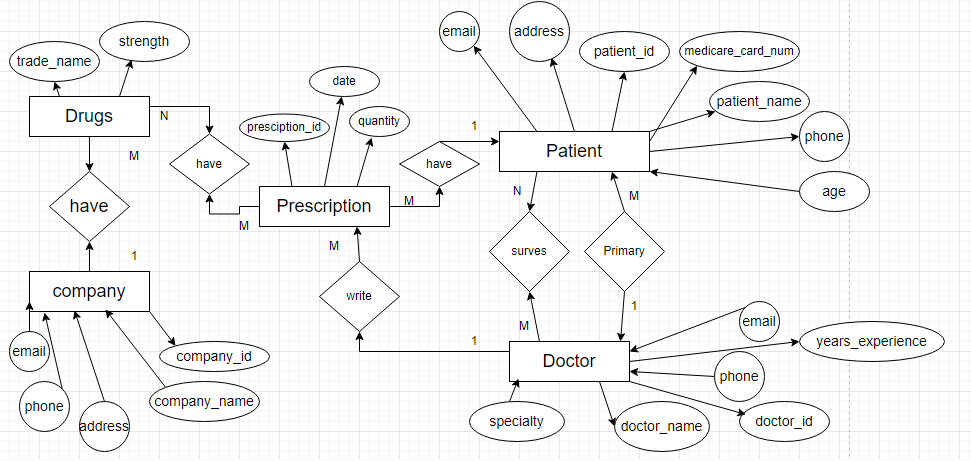 email
address
strength
trade_name
patient_id
medicare_card_num
date
patient_name
Drugs
N
quantity
presciption_id
1
phone
M
have
have
Patient
age
have
Prescription
M
N
M
M
M
surves
Primary
1
company
write
1
M
email
1
years_experience
email
company_id
Doctor
phone
phone
company_name
address
specialty
doctor_name
doctor_id